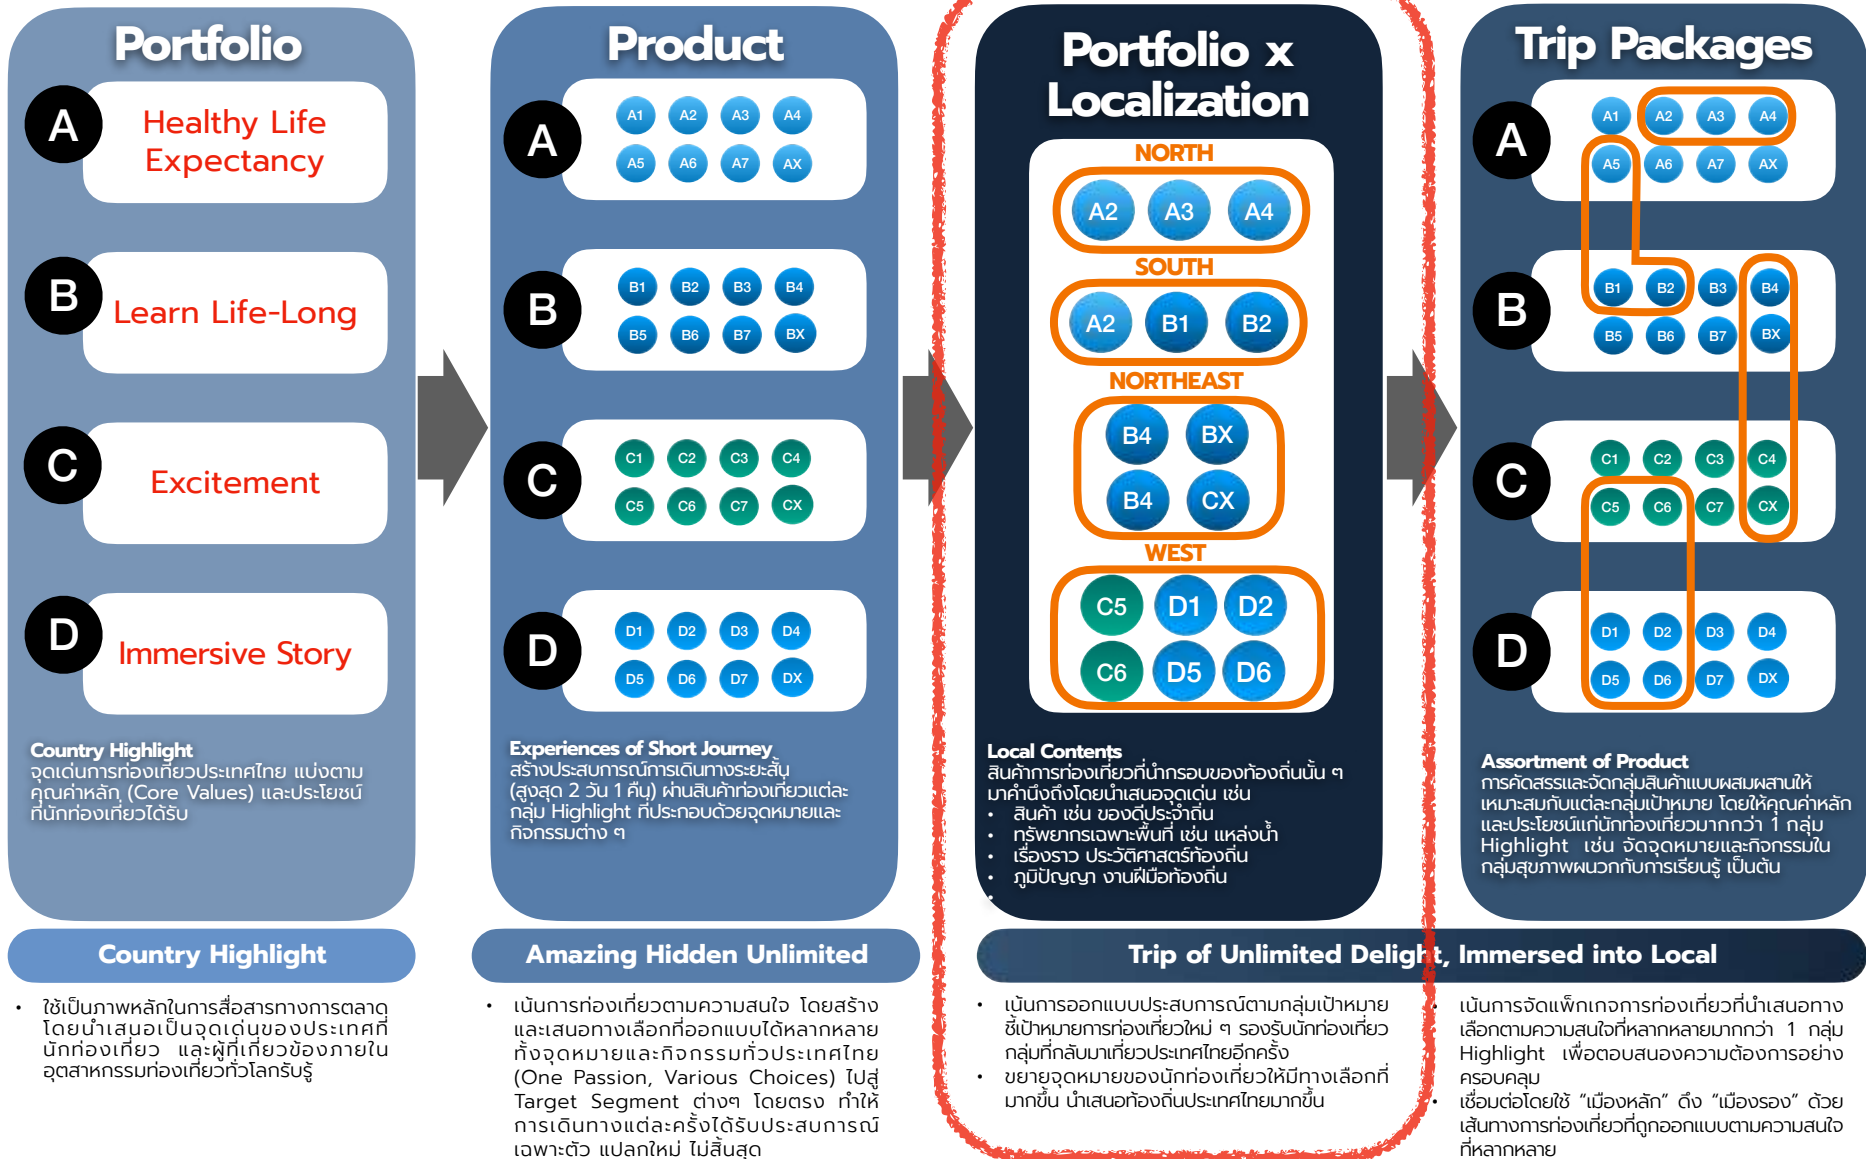 Portfolio
A
Healthy Life
Expectancy
B
Learn Life-Long
C
Excitement
D
Immersive Story
Country Highlight
จุดเด่นการท่องเที่ยวประเทศไทย แบ่งตาม
คุณค่าหลัก (Core Values) และประโยชน์
ที่นักท่องเที่ยวได้รับ
Country Highlight
• ใช้เป็นภาพหลักในการสื่อสารทางการตลาด
โดยนำเสนอเป็นจุดเด่นของประเทศที่
นักท่องเที่ยว และผู้ที่เกี่ยวข้องภายใน
อุตสาหกรรมท่องเที่ยวทั่วโลกรับรู้
Product
A
A1 A2 A3 A4
A5 A6 A7 AX
B
B1 B2 B3 B4
B5 B6 B7 BX
C
C1 C2 C3 C4
C5 C6 C7 CX
D
D1 D2 D3 D4
D5 D6 D7 DX
Experiences of Short Journey
สร้างประสบการณ์การเดินทางระยะสั้น
(สูงสุด 2 วัน 1 คืน) ผ่านสินค้าท่องเที่ยวแต่ละ
กลุ่ม Highlight ที่ประกอบด้วยจุดหมายและ
กิจกรรมต่าง ๆ
Amazing Hidden Unlimited
• เน้นการท่องเที่ยวตามความสนใจ โดยสร้าง
และเสนอทางเลือกที่ออกแบบได้หลากหลาย
ทั้งจุดหมายและกิจกรรมทั่วประเทศไทย
(One Passion, Various Choices) ไปสู่
Target Segment ต่างๆ โดยตรง ทำให้
การเดินทางแต่ละครั้งได้รับประสบการณ์
เฉพาะตัว แปลกใหม่ ไม่สิ้นสุด
Portfolio x
Localization
NORTH
A2 A3 A4
SOUTH
A2 B1 B2
NORTHEAST
B4 BX
B4 CX
WEST
C5 D1 D2
C6 D5 D6
Local Contents
สินค้าการท่องเที่ยวที่นำกรอบของท้องถิ่นนั้น ๆ
มาคำนึงถึงโดยนำเสนอจุดเด่น เช่น
• สินค้า เช่น ของดีประจำถิ่น
• ทรัพยากรเฉพาะพื้นที่ เช่น แหล่งน้ำ
• เรื่องราว ประวัติศาสตร์ท้องถิ่น
• ภูมิปัญญา งานฝีมือท้องถิ่น
•
Trip Packages
A
A1 A2 A3 A4
A5 A6 A7 AX
B
B1 B2 B3 B4
B5 B6 B7 BX
C
C1 C2 C3 C4
C5 C6 C7 CX
D
D1 D2 D3 D4
D5 D6 D7 DX
Assortment of Product
การคัดสรรและจัดกลุ่มสินค้าแบบผสมผสานให้
เหมาะสมกับแต่ละกลุ่มเป้าหมาย โดยให้คุณค่าหลัก
และประโยชน์แก่นักท่องเที่ยวมากกว่า 1 กลุ่ม
Highlight เช่น จัดจุดหมายและกิจกรรมใน
กลุ่มสุขภาพผนวกกับการเรียนรู้ เป็นต้น
Trip of Unlimited Delight, Immersed into Local
• เน้นการออกแบบประสบการณ์ตามกลุ่มเป้าหมาย
ชี้เป้าหมายการท่องเที่ยวใหม่ ๆ รองรับนักท่องเที่ยว
กลุ่มที่กลับมาเที่ยวประเทศไทยอีกครั้ง
• ขยายจุดหมายของนักท่องเที่ยวให้มีทางเลือกที่
มากขึ้น นำเสนอท้องถิ่นประเทศไทยมากขึ้น
• เน้นการจัดแพ็กเกจการท่องเที่ยวที่นำเสนอทาง
เลือกตามความสนใจที่หลากหลายมากกว่า 1 กลุ่ม
Highlight เพื่อตอบสนองความต้องการอย่าง
ครอบคลุม
• เชื่อมต่อโดยใช้ “เมืองหลัก” ดึง “เมืองรอง” ด้วย
เส้นทางการท่องเที่ยวที่ถูกออกแบบตามความสนใจ
ที่หลากหลาย